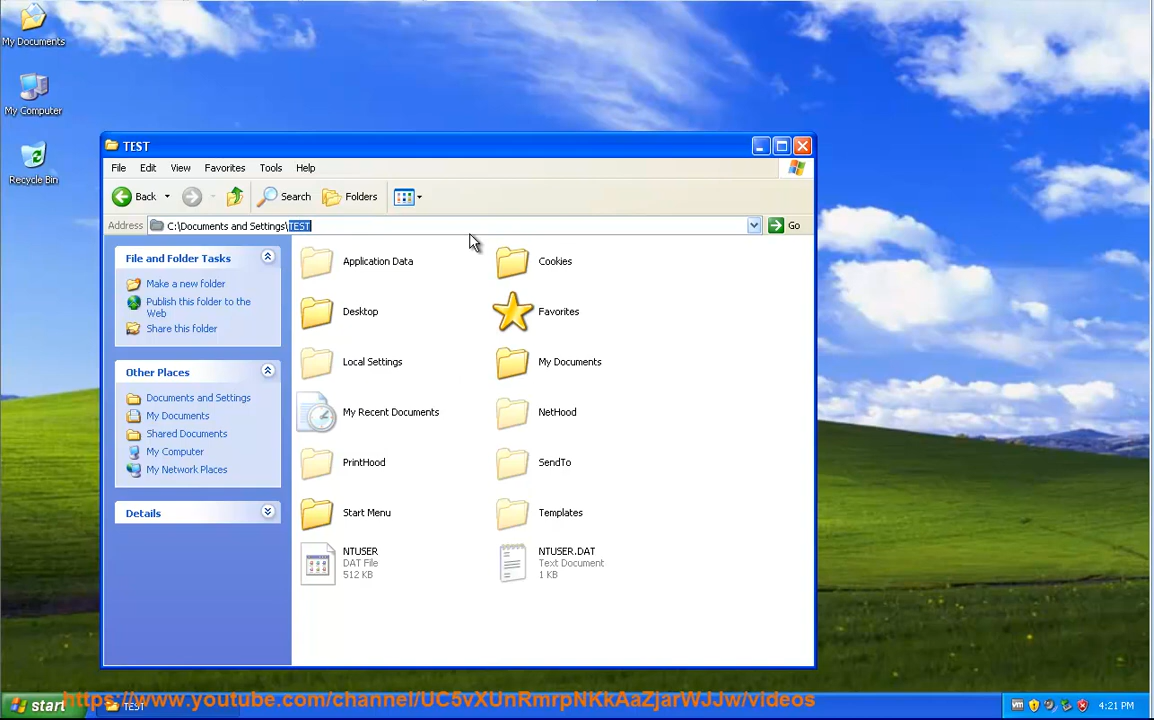 My Documents
My Computer
Recycle Bin
TEST
File Edit View Favorites Tools Help
Back Search Folders
Address C:\Documents and Settings\TEST Go
File and Folder Tasks
Make a new folder
Publish this folder to the
Web
Share this folder
Other Places
Documents and Settings
My Documents
Shared Documents
My Computer
My Network Places
Details
Application Data Cookies
Desktop Favorites
Local Settings My Documents
My Recent Documents NetHood
PrintHood SendTo
Start Menu Templates
NTUSER
DAT File
512 KB
NTUSER.DAT
Text Document
1 KB
https://www.youtube.com/channel/UC5vXUnRmrpNKkAaZjarWJJw/videos
start TEST vm 4:21 PM